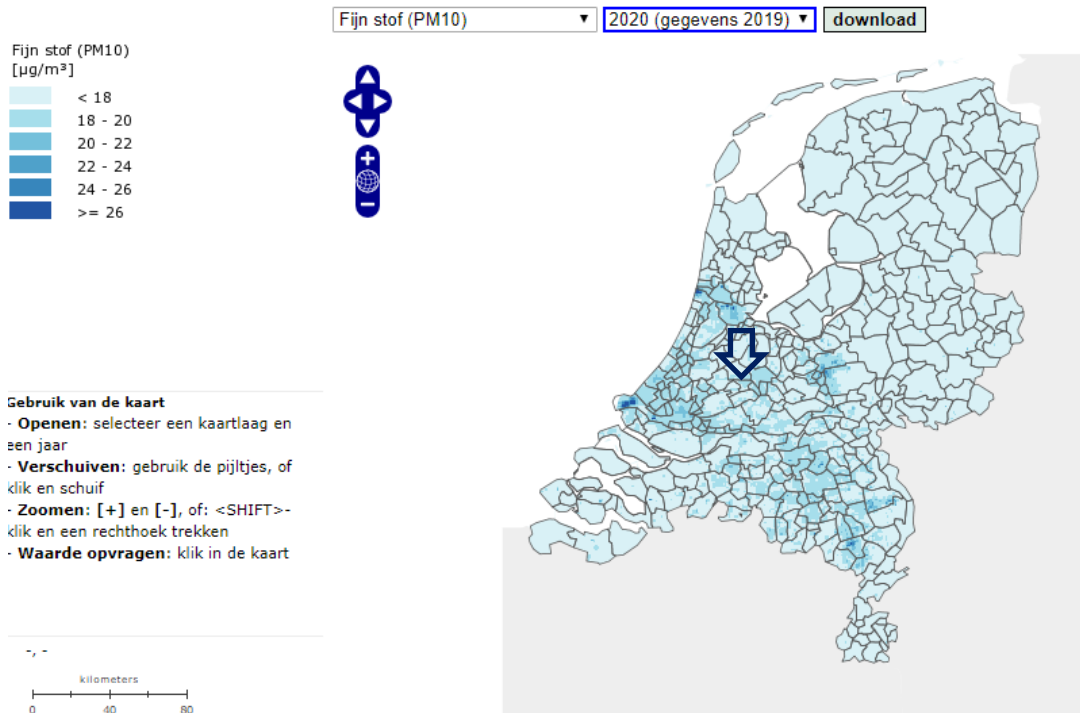 Fijn stof (PM10)
2020 (gegevens 2019)
download
Fijn stof (PM10)
[µg/m³]
< 18
18 - 20
20 - 22
22 - 24
24 - 26
>= 26
Gebruik van de kaart
- Openen: selecteer een kaartlaag en
een jaar
- Verschuiven: gebruik de pijltjes, of
klik en schuif
- Zoomen: [+] en [-], of: <SHIFT>-
klik en een rechthoek trekken
- Waarde opvragen: klik in de kaart
-, -
kilometers
0 40 80